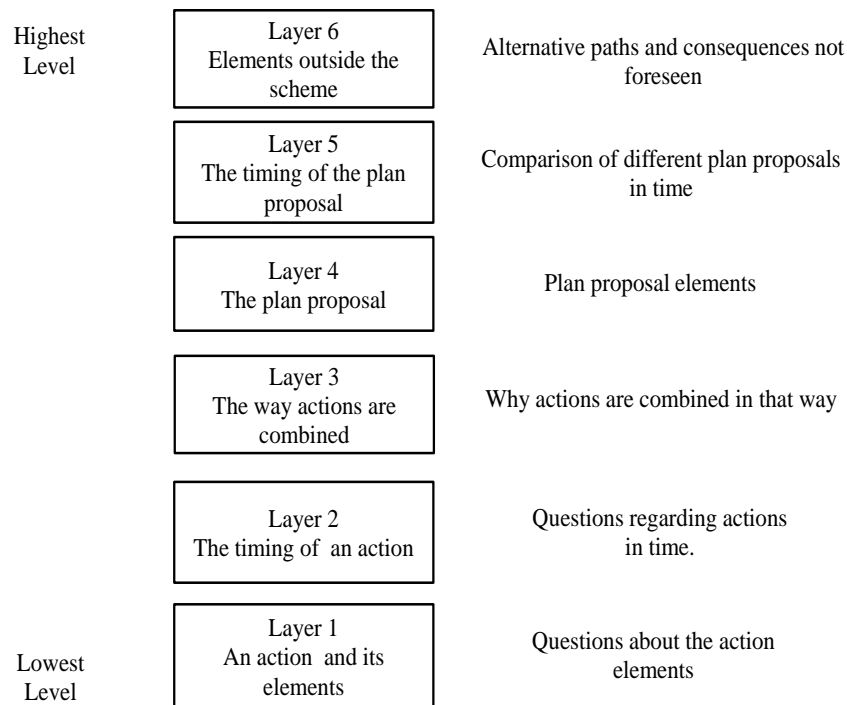 Highest
Level
Layer 6
Elements outside the
scheme
Alternative paths and consequences not
foreseen
Layer 5
The timing of the plan
proposal
Comparison of different plan proposals
in time
Layer 4
The plan proposal
Plan proposal elements
Layer 3
The way actions are
combined
Why actions are combined in that way
Layer 2
The timing of an action
Questions regarding actions
in time.
Lowest
Level
Layer 1
An action and its
elements
Questions about the action
elements